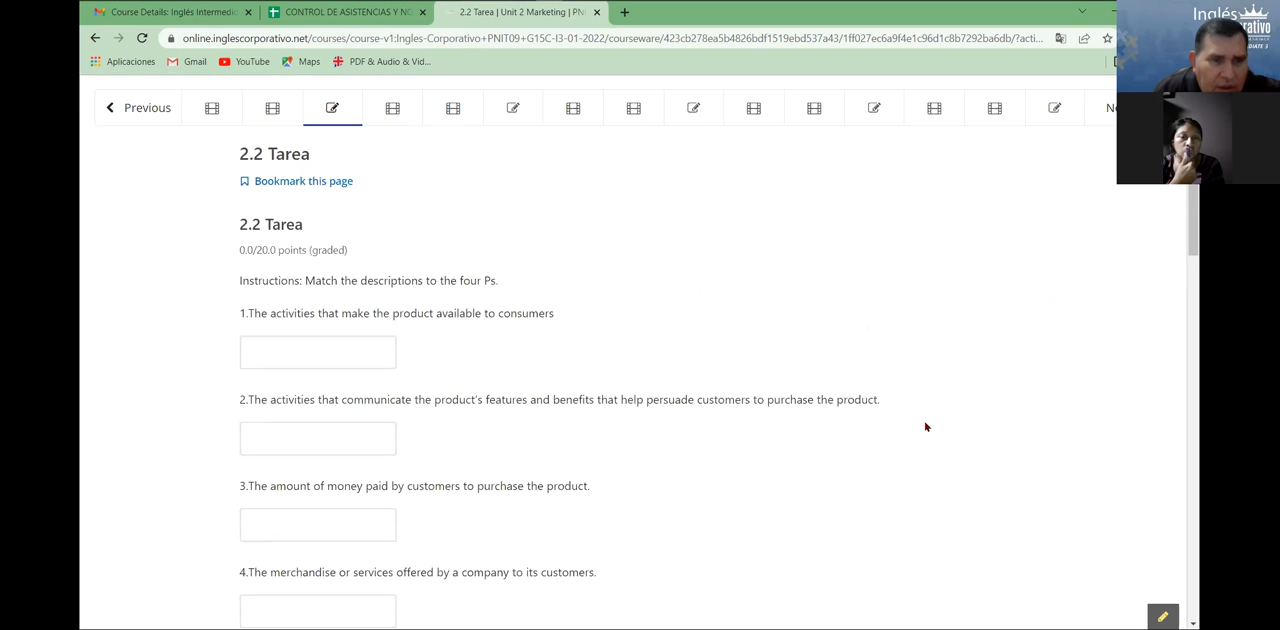 Course Details: Inglés Intermedi
CONTROL DE ASISTENCIAS Y NO
2.2 Tarea | Unit 2 Marketing | PNI
Inglés
online.inglescorporativo.net/courses/course-v1:Ingles-Corporativo+PNIT09+G15C-I3-01-2022/courseware/423cb278ea5b4826bdf1519ebd537a43/1ff027ec6a9f4e1c96d1c8b7292ba6db/?acti...
Aplicaciones
Gmail
YouTube
Maps
PDF & Audio & Vid...
Previous
2.2 Tarea
Bookmark this page
2.2 Tarea
0.0/20.0 points (graded)
Instructions: Match the descriptions to the four Ps.
1.The activities that make the product available to consumers
2.The activities that communicate the product's features and benefits that help persuade customers to purchase the product.
3.The amount of money paid by customers to purchase the product.
4.The merchandise or services offered by a company to its customers.